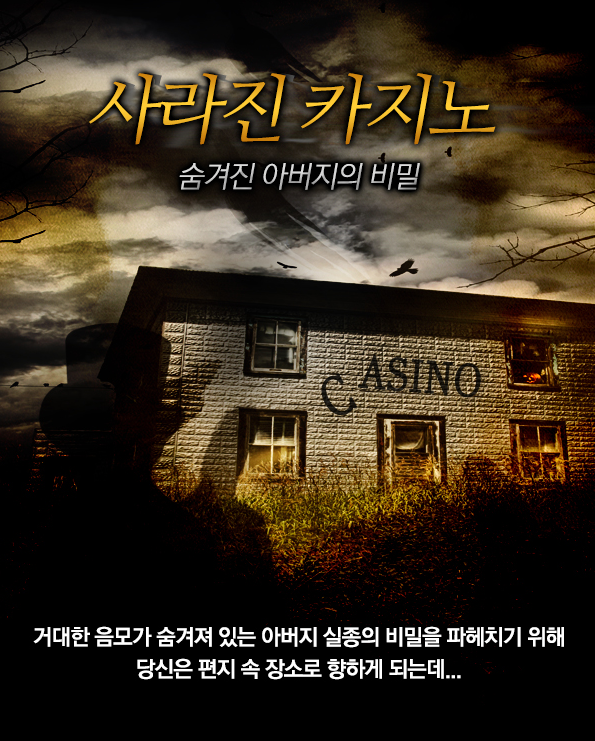 사라진 카지노
숨겨진 아버지의 비밀
CASINO
거대한 음모가 숨겨져 있는 아버지 실종의 비밀을 파헤치기 위해
당신은 편지 속 장소로 향하게 되는데...